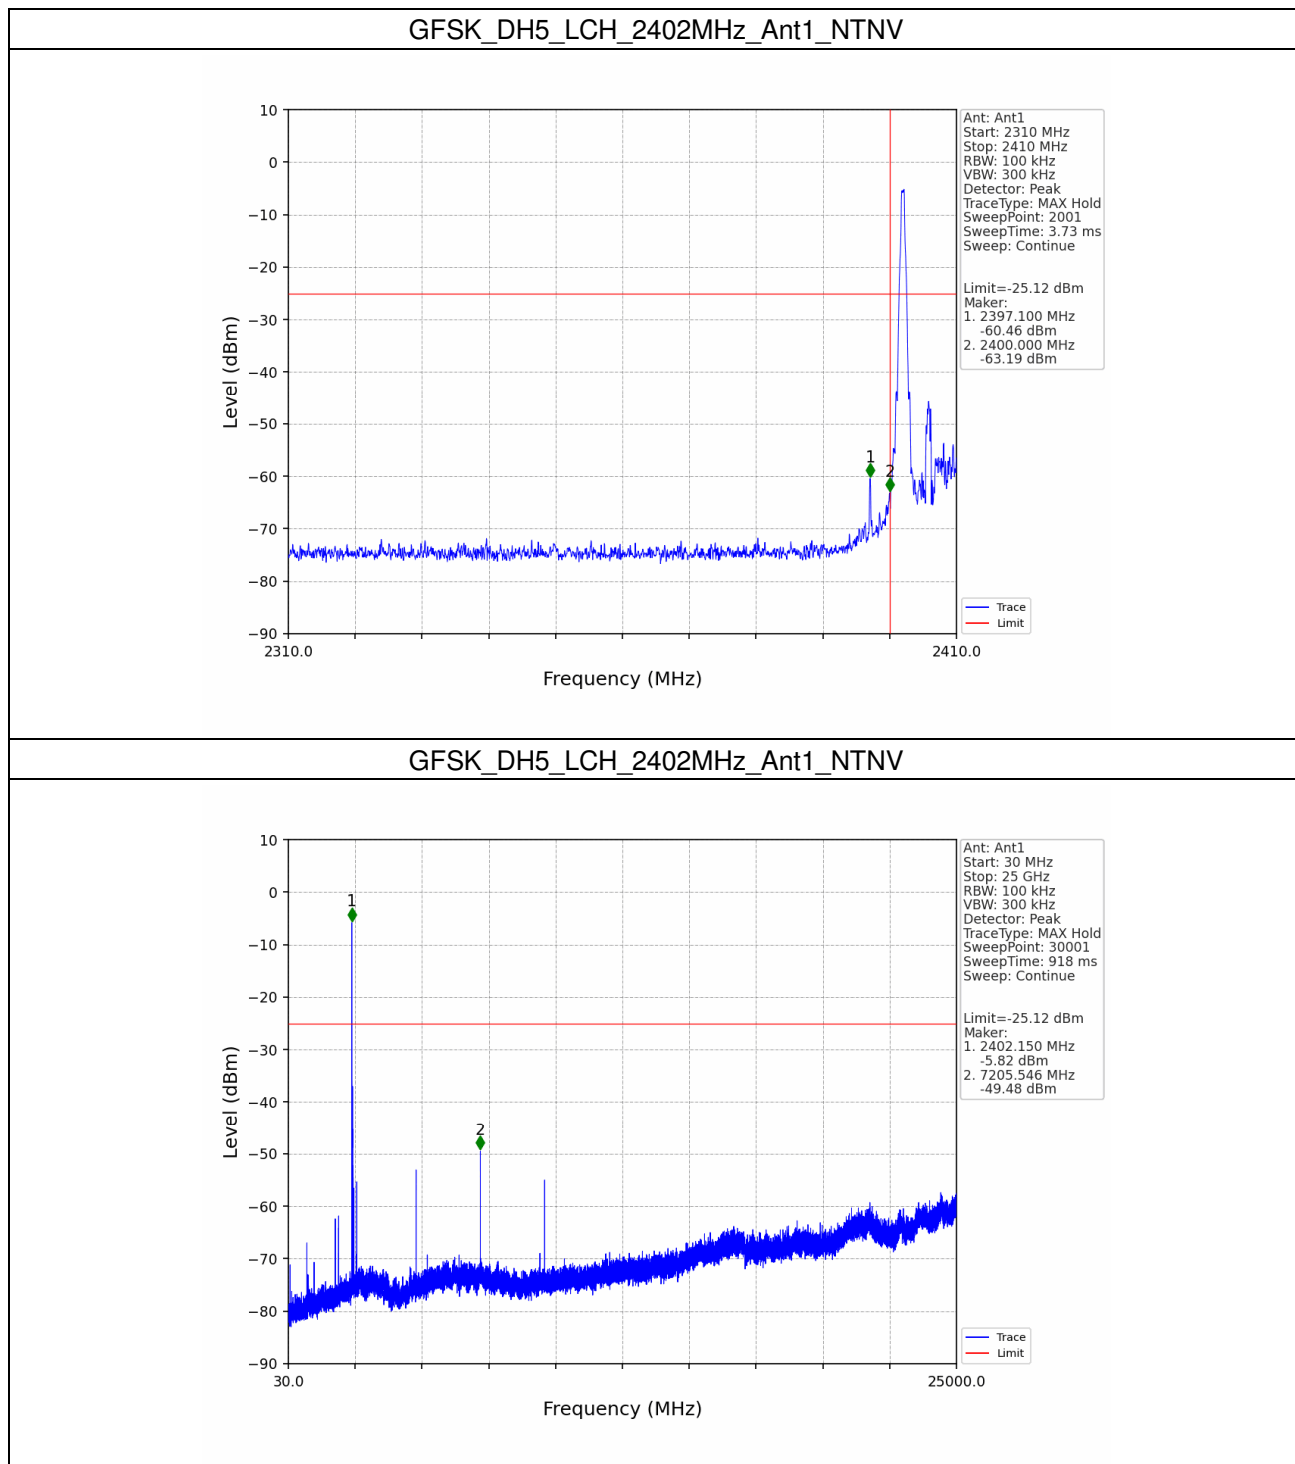 GFSK_DH5_LCH_2402MHz_Ant1_NTNV
10
0
−10
−20
−30
−40
−50
−60
−70
−80
−90
Level (dBm)
1
2
2310.0
2410.0
Frequency (MHz)
Ant: Ant1
Start: 2310 MHz
Stop: 2410 MHz
RBW: 100 kHz
VBW: 300 kHz
Detector: Peak
TraceType: MAX Hold
SweepPoint: 2001
SweepTime: 3.73 ms
Sweep: Continue
Limit=-25.12 dBm
Maker:
1. 2397.100 MHz
-60.46 dBm
2. 2400.000 MHz
-63.19 dBm
Trace
Limit
GFSK_DH5_LCH_2402MHz_Ant1_NTNV
10
0
−10
−20
−30
−40
−50
−60
−70
−80
−90
Level (dBm)
1
2
30.0
25000.0
Frequency (MHz)
Ant: Ant1
Start: 30 MHz
Stop: 25 GHz
RBW: 100 kHz
VBW: 300 kHz
Detector: Peak
TraceType: MAX Hold
SweepPoint: 30001
SweepTime: 918 ms
Sweep: Continue
Limit=-25.12 dBm
Maker:
1. 2402.150 MHz
-5.82 dBm
2. 7205.546 MHz
-49.48 dBm
Trace
Limit